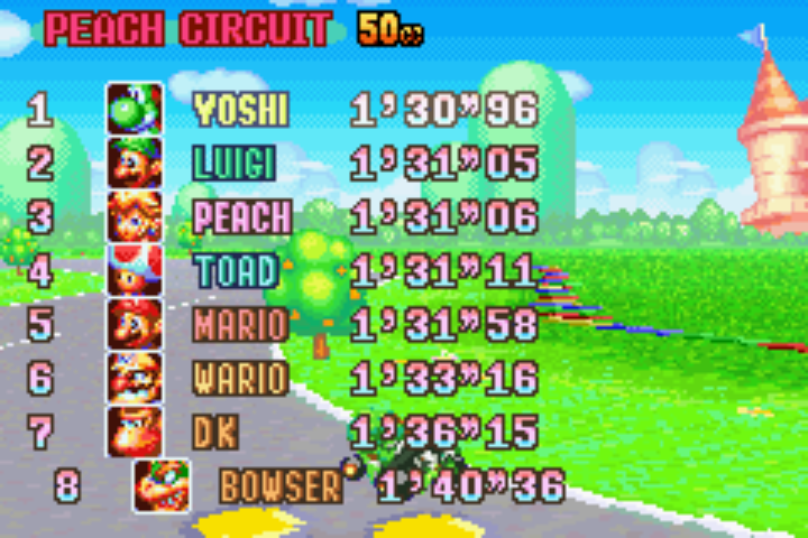 PEACH CIRCUIT 50cc
1 YOSHI 1'30"96
2 LUIGI 1'31"05
3 PEACH 1'31"06
4 TOAD 1'31"11
5 MARIO 1'31"58
6 WARIO 1'33"16
7 DK 1'36"15
8 BOWSER 1'40"36